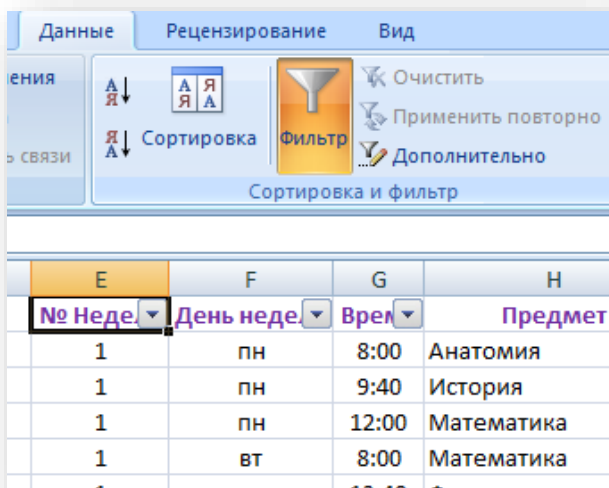 Данные Рецензирование Вид
Очистить
Применить повторно
Дополнительно
Сортировка
Фильтр
связи
Сортировка и фильтр
E F G H
№ Неде День неде Врем Предмет
1 пн 8:00 Анатомия
1 пн 9:40 История
1 пн 12:00 Математика
1 вт 8:00 Математика